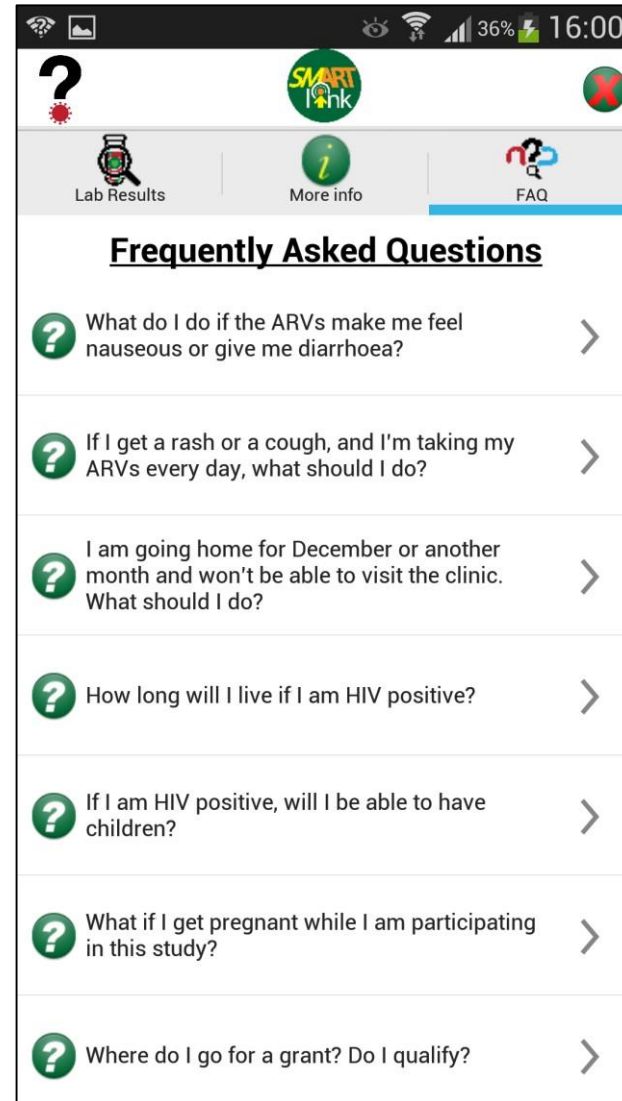 36% 16:00
?
SMART
link
X
Lab Results
i
More info
FAQ
Frequently Asked Questions
? What do I do if the ARVs make me feel
nauseous or give me diarrhoea?
? If I get a rash or a cough, and I'm taking my
ARVs every day, what should I do?
? I am going home for December or another
month and won't be able to visit the clinic.
What should I do?
? How long will I live if I am HIV positive?
? If I am HIV positive, will I be able to have
children?
? What if I get pregnant while I am participating
in this study?
? Where do I go for a grant? Do I qualify?